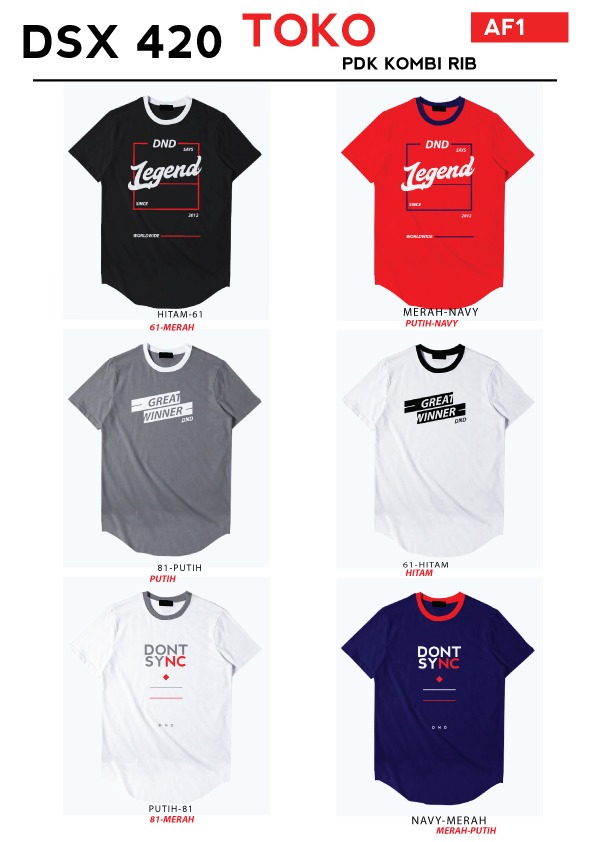 DSX 420
TOKO
AF1
PDK KOMBI RIB
DND
SAYS
Legend
SINCE
2012
WORLDWIDE
HITAM-61
61-MERAH
DND
SAYS
Legend
SINCE
2012
WORLDWIDE
MERAH-NAVY
PUTIH-NAVY
GREAT
WINNER
DND
81-PUTIH
PUTIH
GREAT
WINNER
DND
61-HITAM
HITAM
DONT
SYNC
DND
PUTIH-81
81-MERAH
DONT
SYNC
DND
NAVY-MERAH
MERAH-PUTIH